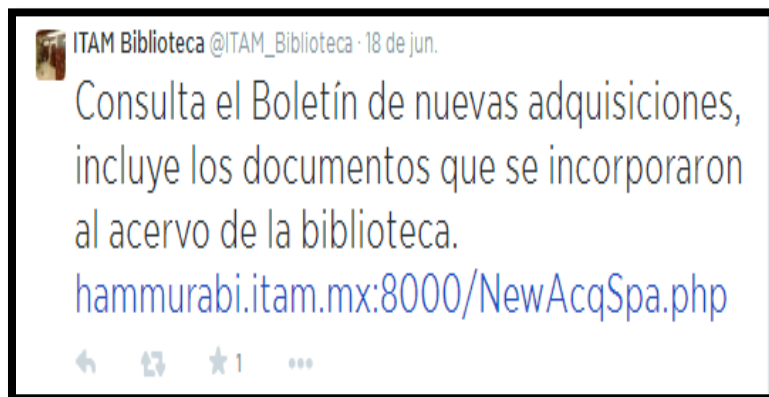 ITAM Biblioteca @ITAM_Biblioteca · 18 de jun.
Consulta el Boletín de nuevas adquisiciones,
incluye los documentos que se incorporaron
al acervo de la biblioteca.
hammurabi.itam.mx:8000/NewAcqSpa.php
1